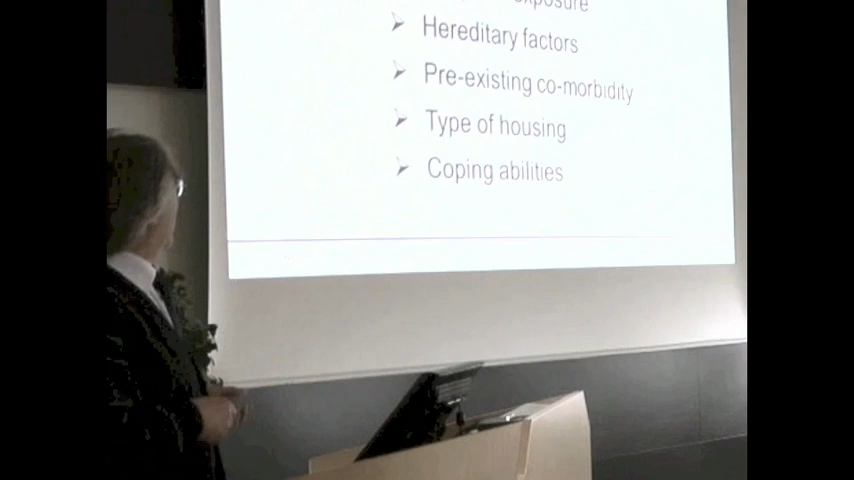 exposure
Hereditary factors
Pre-existing co-morbidity
Type of housing
Coping abilities